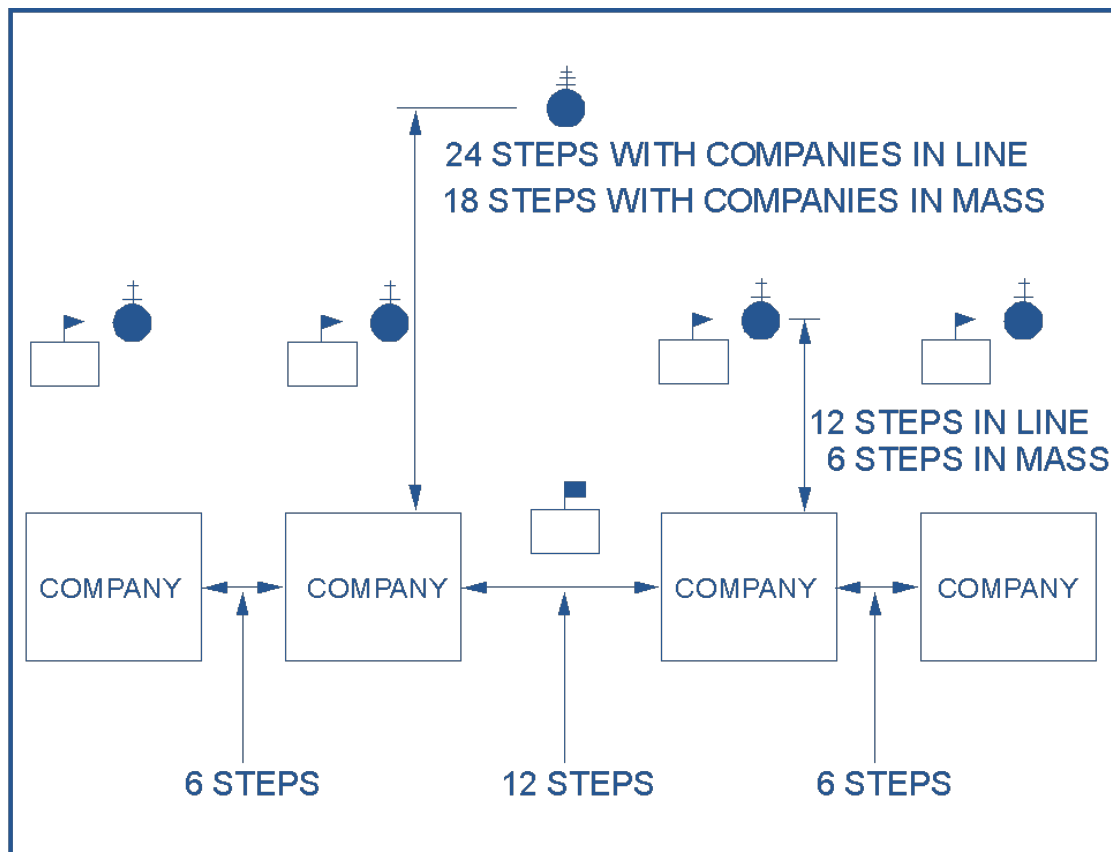 24 STEPS WITH COMPANIES IN LINE
18 STEPS WITH COMPANIES IN MASS
12 STEPS IN LINE
6 STEPS IN MASS
COMPANY
COMPANY
COMPANY
COMPANY
6 STEPS
12 STEPS
6 STEPS